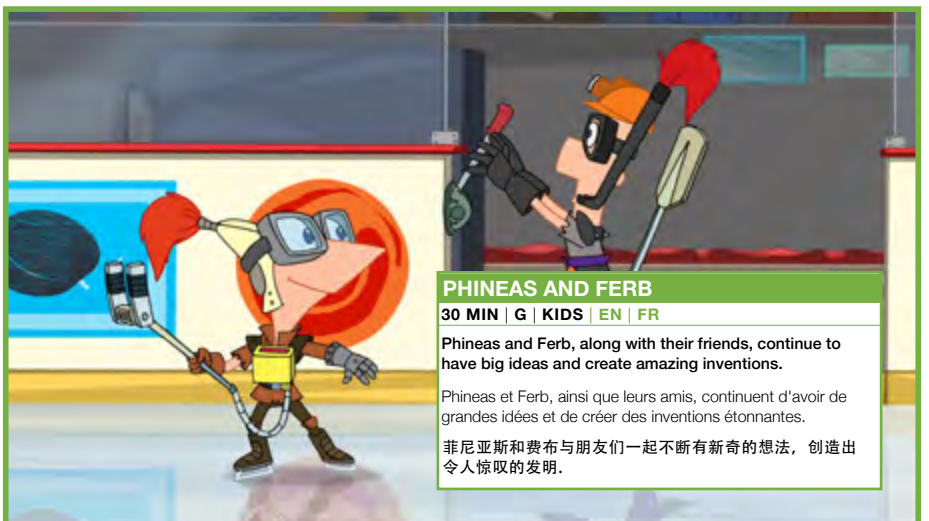 PHINEAS AND FERB
30 MIN | G | KIDS | EN | FR
Phineas and Ferb, along with their friends, continue to
have big ideas and create amazing inventions.
Phineas et Ferb, ainsi que leurs amis, continuent d'avoir de
grandes idées et de créer des inventions étonnantes.
菲尼亚斯和费布与朋友们一起不断有新奇的想法, 创造出
令人惊叹的发明.